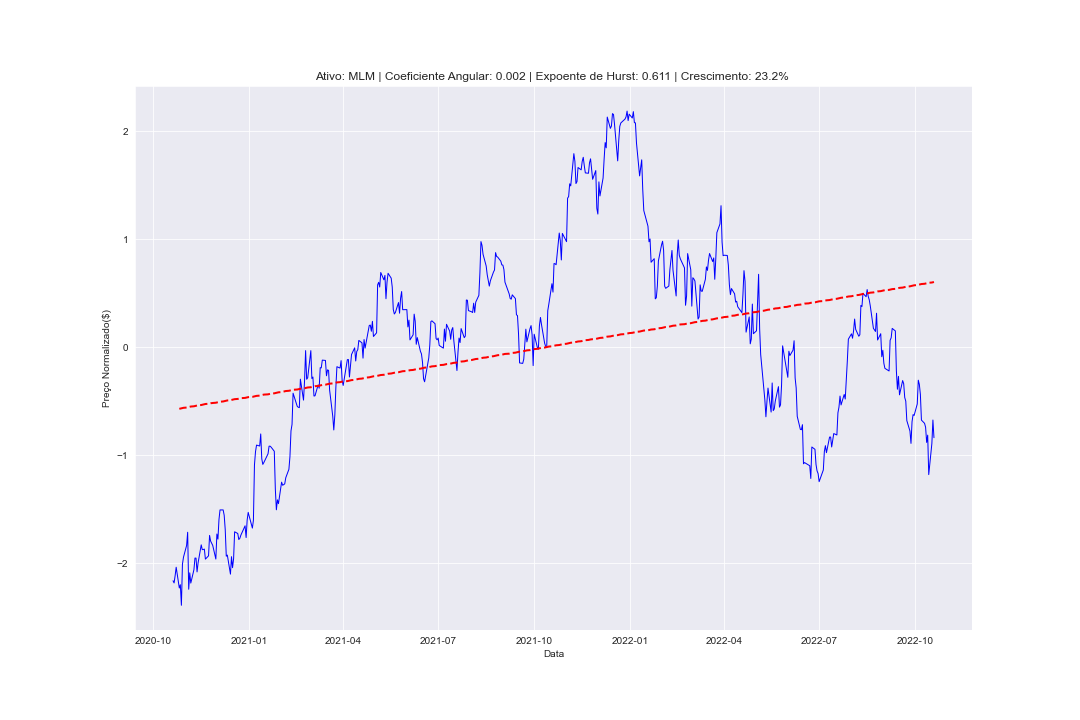 Ativo: MLM | Coeficiente Angular: 0.002 | Expoente de Hurst: 0.611 | Crescimento: 23.2%
Preço Normalizado($)
2
1
0
−1
−2
2020-10 2021-01 2021-04 2021-07 2021-10 2022-01 2022-04 2022-07 2022-10
Data